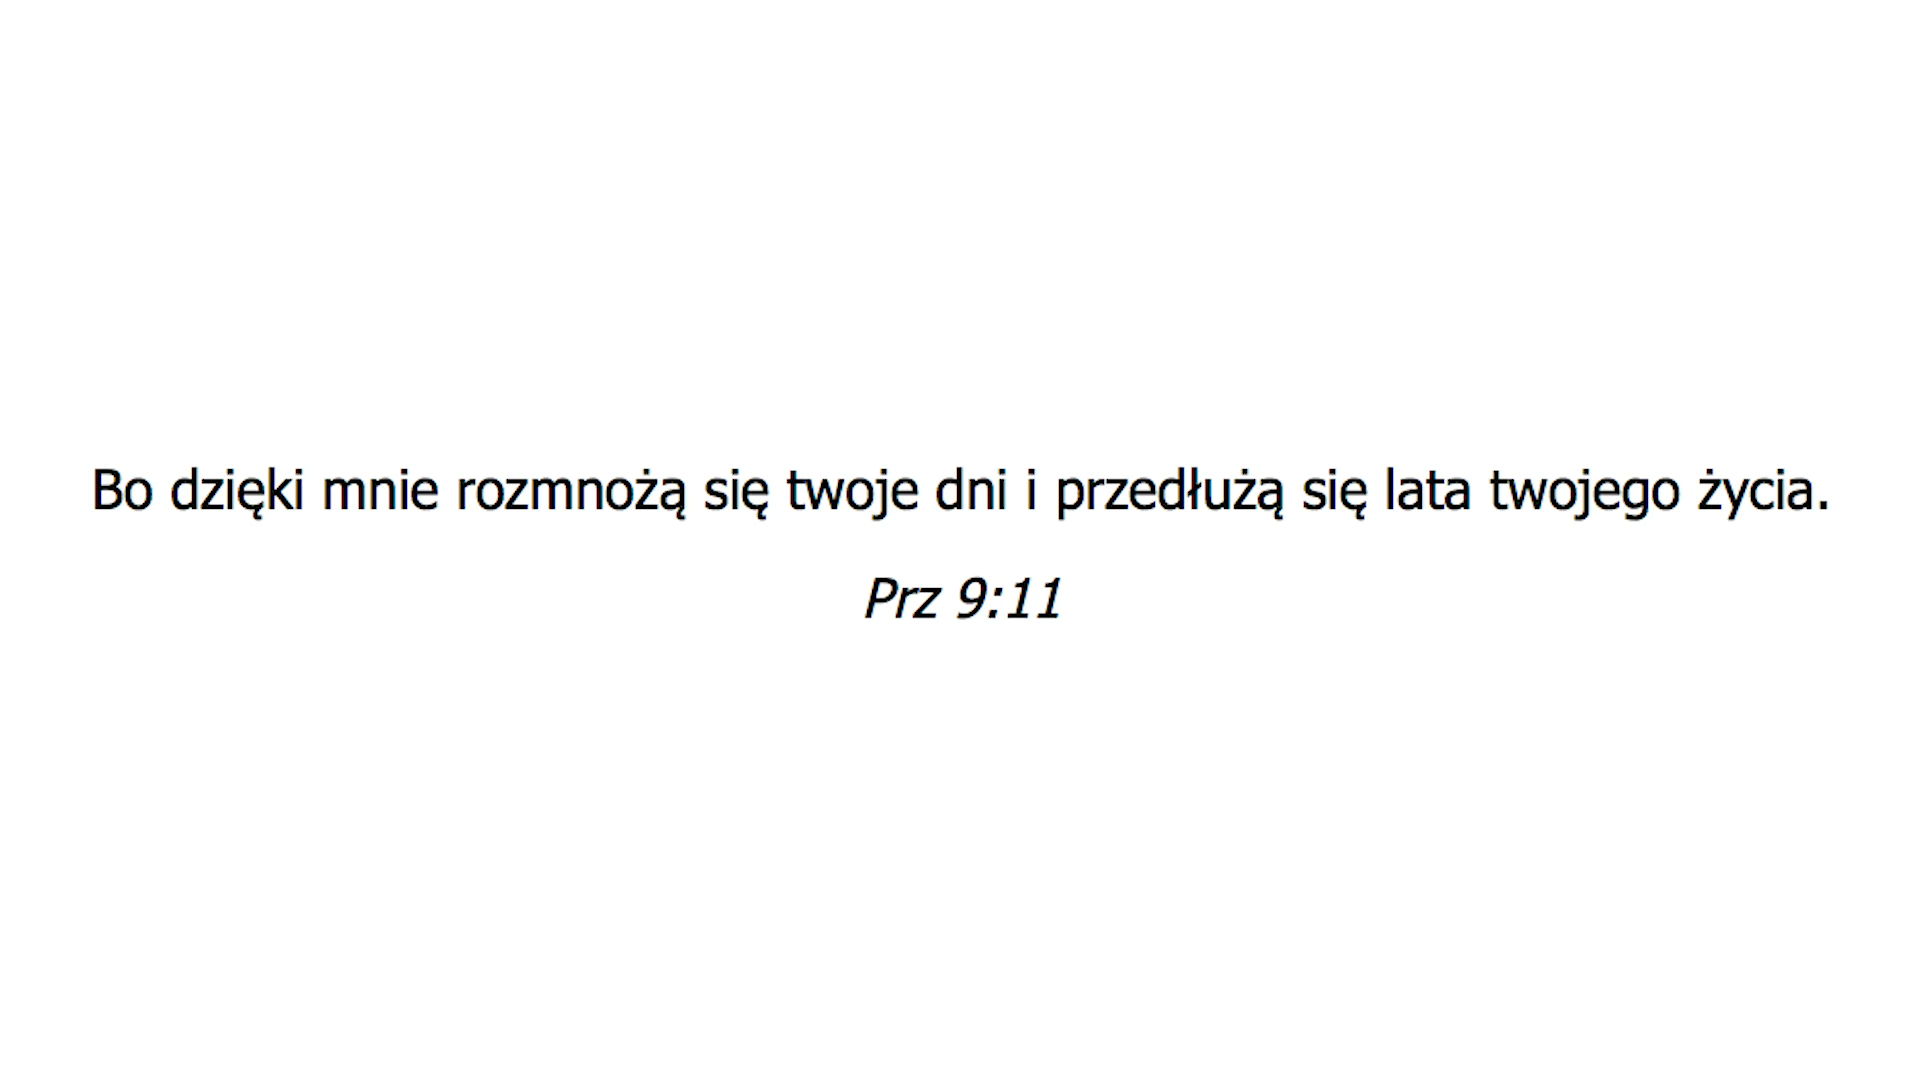 Bo dzięki mnie rozmnożą się twoje dni i przedłużą się lata twojego życia.
Prz 9:11